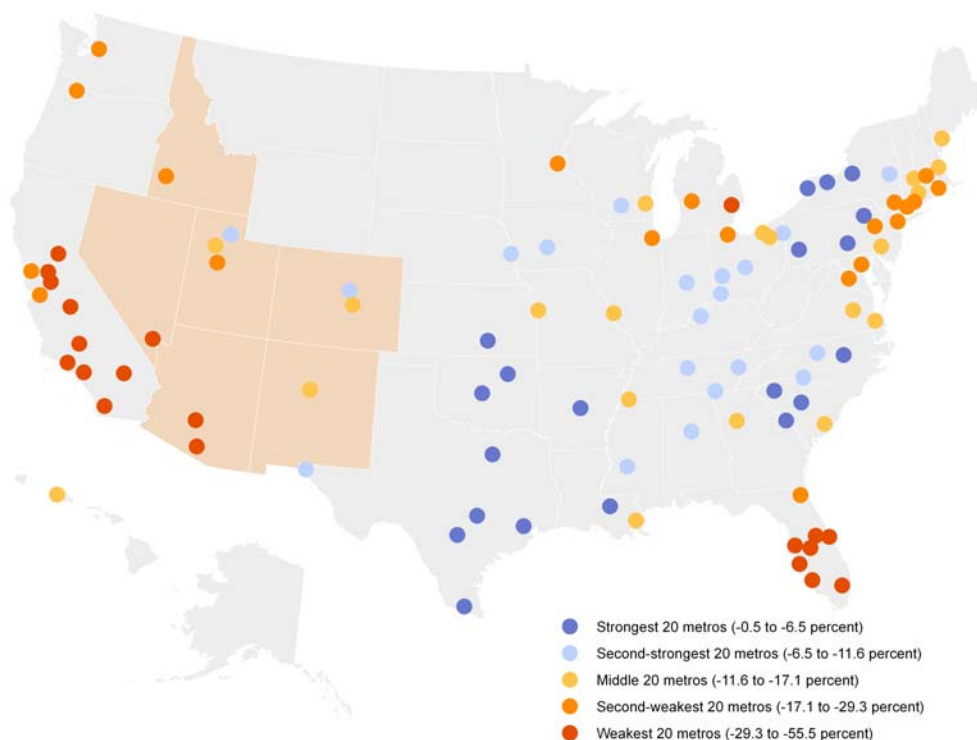 Strongest 20 metros (-0.5 to -6.5 percent)
Second-strongest 20 metros (-6.5 to -11.6 percent)
Middle 20 metros (-11.6 to -17.1 percent)
Second-weakest 20 metros (-17.1 to -29.3 percent)
Weakest 20 metros (-29.3 to -55.5 percent)